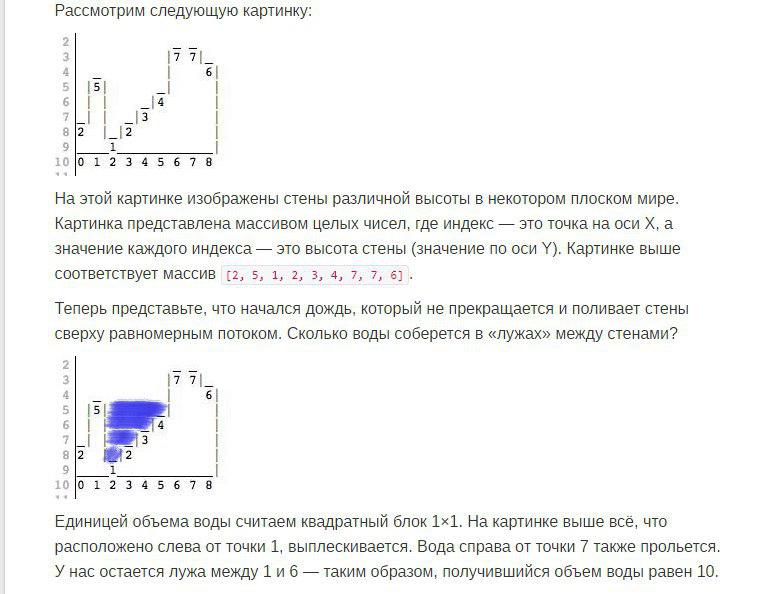 Рассмотрим следующую картинку:
2
3 7 7
4 6
5 5
6 4
7 3
8 2 2
9 1
10 0 1 2 3 4 5 6 7 8
На этой картинке изображены стены различной высоты в некотором плоском мире.
Картинка представлена массивом целых чисел, где индекс — это точка на оси X, а
значение каждого индекса — это высота стены (значение по оси Y). Картинке выше
соответствует массив [2, 5, 1, 2, 3, 4, 7, 7, 6].
Теперь представьте, что начался дождь, который не прекращается и поливает стены
сверху равномерным потоком. Сколько воды соберется в «лужах» между стенами?
2
3 7 7
4 6
5 5
6 4
7 3
8 2 2
9 1
10 0 1 2 3 4 5 6 7 8
Единицей объема воды считаем квадратный блок 1×1. На картинке выше всё, что
расположено слева от точки 1, выплескивается. Вода справа от точки 7 также прольется.
У нас остается лужа между 1 и 6 — таким образом, получившийся объем воды равен 10.